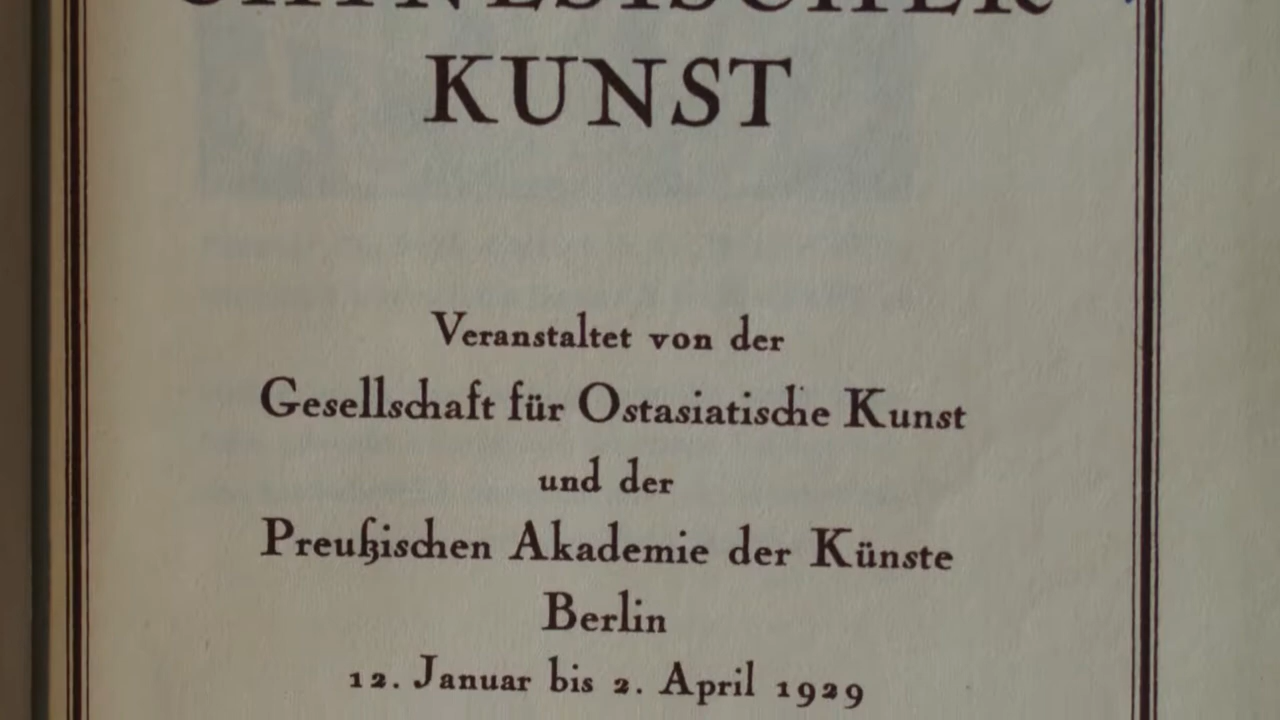 CHINESISCHER
KUNST
Veranstaltet von der
Gesellschaft für Ostasiatische Kunst
und der
Preußischen Akademie der Künste
Berlin
12. Januar bis 2. April 1929